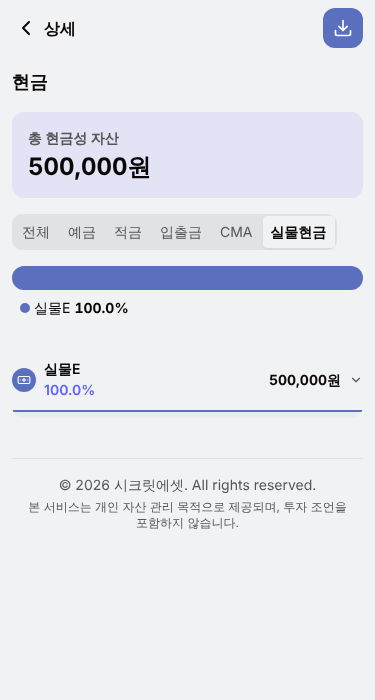 상세
현금
총 현금성 자산
500,000원
전체 예금 적금 입출금 CMA 실물현금
실물E 100.0%
실물E
100.0%
500,000원
© 2026 시크릿에셋. All rights reserved.
본 서비스는 개인 자산 관리 목적으로 제공되며, 투자 조언을
포함하지 않습니다.